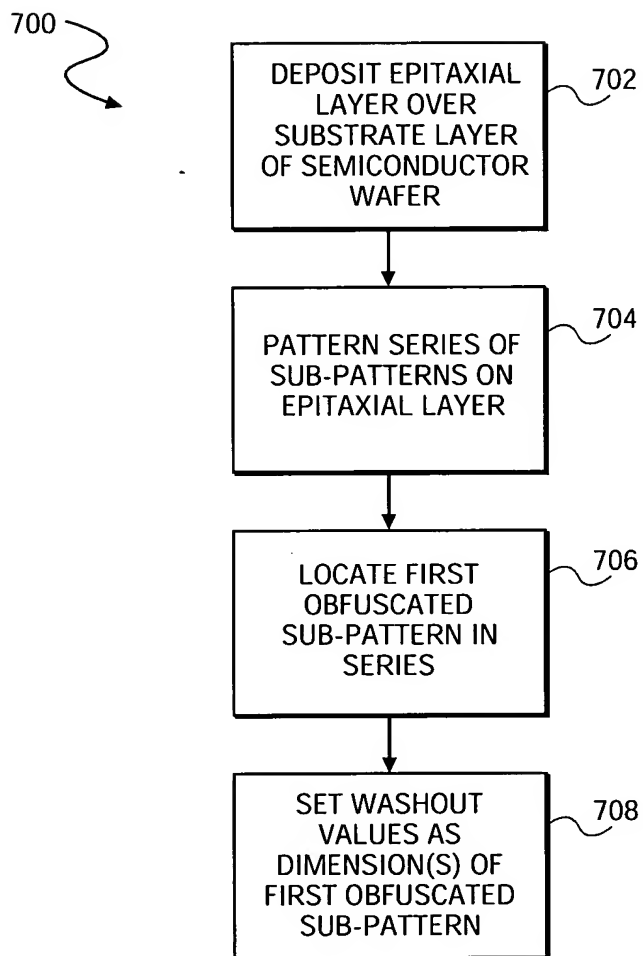 700
DEPOSIT EPITAXIAL
LAYER OVER
SUBSTRATE LAYER
OF SEMICONDUCTOR
WAFER
702
PATTERN SERIES OF
SUB-PATTERNS ON
EPITAXIAL LAYER
704
LOCATE FIRST
OBFUSCATED
SUB-PATTERN IN
SERIES
706
SET WASHOUT
VALUES AS
DIMENSION(S) OF
FIRST OBFUSCATED
SUB-PATTERN
708